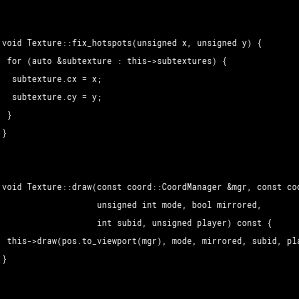 void Texture::fix_hotspots(unsigned x, unsigned y) {
 for (auto &subtexture : this->subtextures) {
  subtexture.cx = x;
  subtexture.cy = y;
 }
}
void Texture::draw(const coord::CoordManager &mgr, const
                   unsigned int mode, bool mirrored,
                   int subid, unsigned player) const {
 this->draw(pos.to_viewport(mgr), mode, mirrored, subid,
}